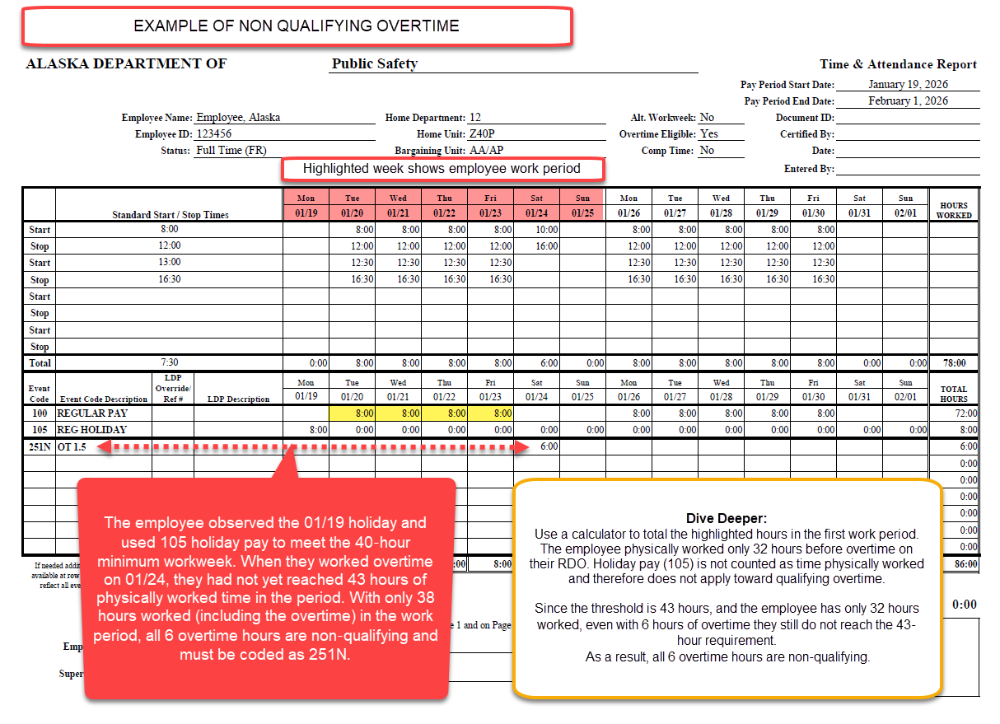 EXAMPLE OF NON QUALIFYING OVERTIME
ALASKA DEPARTMENT OF Public Safety Time & Attendance Report
Pay Period Start Date: January 19, 2026
Pay Period End Date: February 1, 2026
Employee Name: Employee, Alaska Home Department: 12 Alt. Workweek: No Document ID:
Employee ID: 123456 Home Unit: Z40P Overtime Eligible: Yes Certified By:
Status: Full Time (FR) Bargaining Unit: AA/AP Comp Time: No Date:
Highlighted week shows employee work period Entered By:
Mon Tue Wed Thu Fri Sat Sun Mon Tue Wed Thu Fri Sat Sun HOURS
Standard Start / Stop Times 01/19 01/20 01/21 01/22 01/23 01/24 01/25 01/26 01/27 01/28 01/29 01/30 01/31 02/01 WORKED
Start 8:00 8:00 8:00 8:00 8:00 10:00 8:00 8:00 8:00 8:00 8:00
Stop 12:00 12:00 12:00 12:00 12:00 16:00 12:00 12:00 12:00 12:00 12:00
Start 13:00 12:30 12:30 12:30 12:30 12:30 12:30 12:30 12:30 12:30
Stop 16:30 16:30 16:30 16:30 16:30 16:30 16:30 16:30 16:30 16:30
Start
Stop
Start
Stop
Total 7:30 0:00 8:00 8:00 8:00 8:00 6:00 0:00 8:00 8:00 8:00 8:00 8:00 0:00 0:00 78:00
Event Code Event Code Description LDP Override/ Ref # LDP Description Mon Tue Wed Thu Fri Sat Sun Mon Tue Wed Thu Fri Sat Sun TOTAL HOURS
01/19 01/20 01/21 01/22 01/23 01/24 01/25 01/26 01/27 01/28 01/29 01/30 01/31 02/01
100 REGULAR PAY 8:00 8:00 8:00 8:00 8:00 8:00 8:00 8:00 8:00 72:00
105 REG HOLIDAY 8:00 0:00 0:00 0:00 0:00 0:00 0:00 0:00 0:00 0:00 0:00 0:00 0:00 0:00 8:00
251N OT 1.5 6:00 6:00
0:00
0:00
0:00
0:00
0:00
0:00
If needed
available at row
reflect all
:00 8:00 86:00
0:00
1 and on Page
The employee observed the 01/19 holiday and
used 105 holiday pay to meet the 40-hour
minimum workweek. When they worked overtime
on 01/24, they had not yet reached 43 hours of
physically worked time in the period. With only 38
hours worked (including the overtime) in the work
period, all 6 overtime hours are non-qualifying and
must be coded as 251N.
Dive Deeper:
Use a calculator to total the highlighted hours in the first work period.
The employee physically worked only 32 hours before overtime on
their RDO. Holiday pay (105) is not counted as time physically worked
and therefore does not apply toward qualifying overtime.
Since the threshold is 43 hours, and the employee has only 32 hours
worked, even with 6 hours of overtime they still do not reach the 43-
hour requirement.
As a result, all 6 overtime hours are non-qualifying.